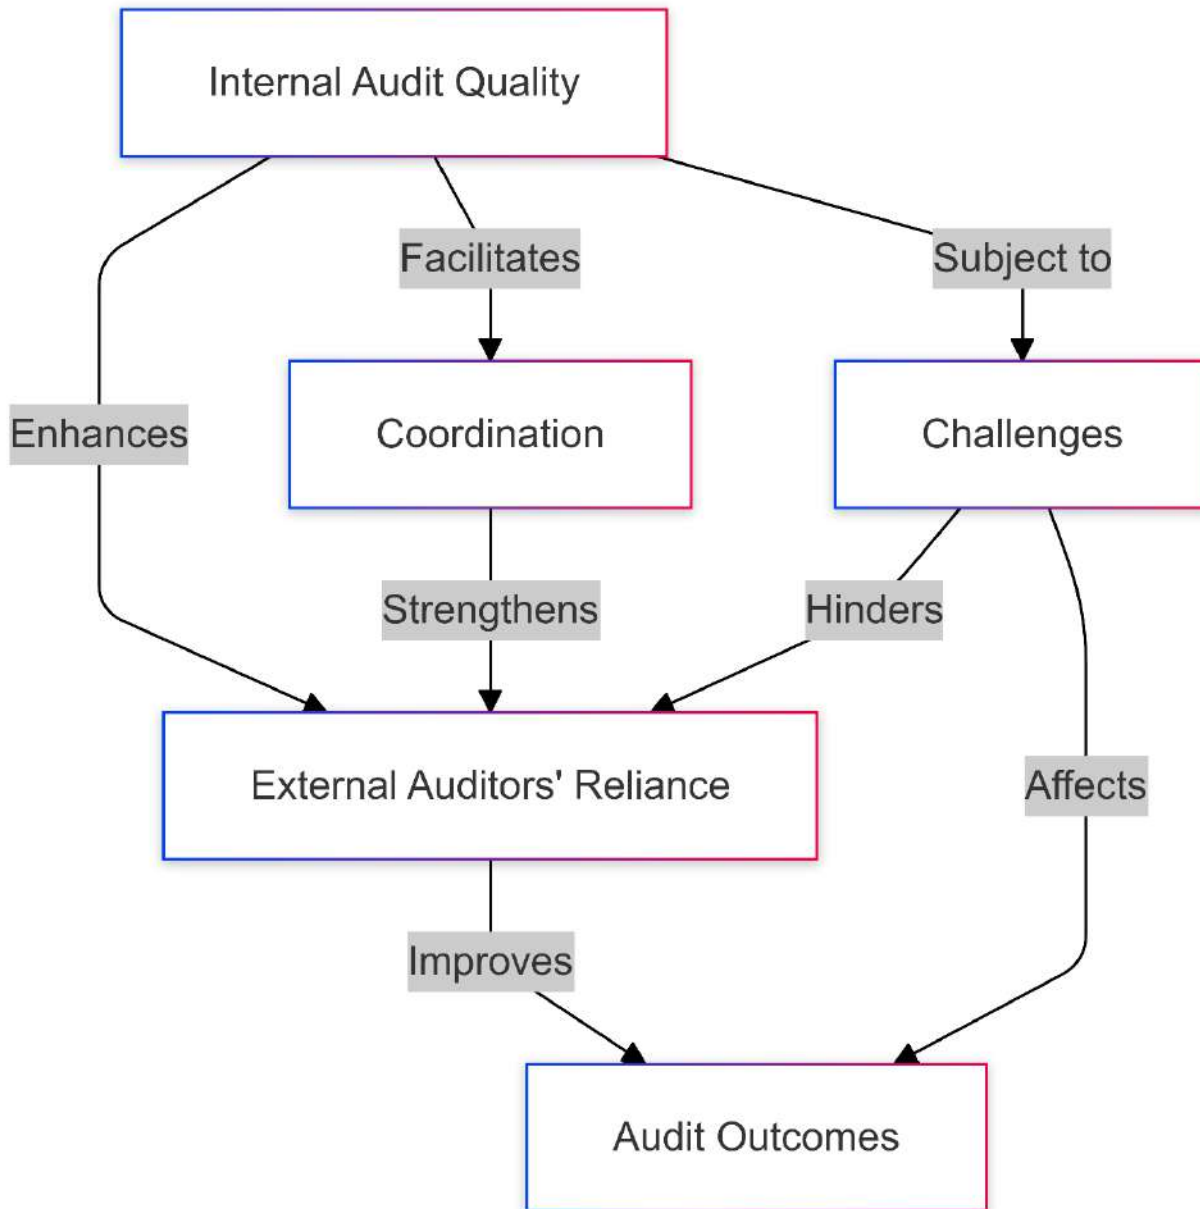 Internal Audit Quality
Facilitates
Subject to
Enhances
Coordination
Challenges
Strengthens
Hinders
External Auditors' Reliance
Affects
Improves
Audit Outcomes